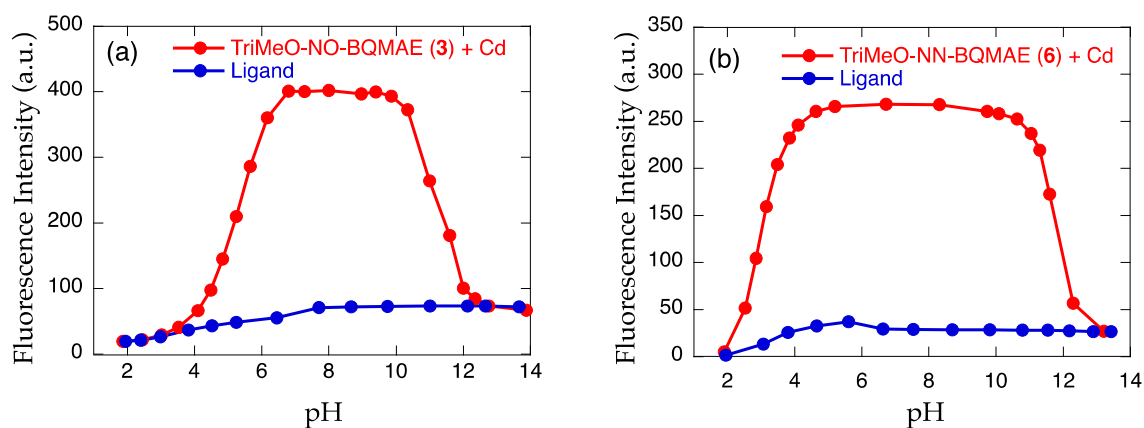 (a)
TriMeO-NO-BQMAE (3) + Cd
Ligand
Fluorescence Intensity (a.u.)
500
400
300
200
100
0
2 4 6 8 10 12 14
pH
(b)
TriMeO-NN-BQMAE (6) + Cd
Ligand
Fluorescence Intensity (a.u.)
350
300
250
200
150
100
50
0
2 4 6 8 10 12 14
pH